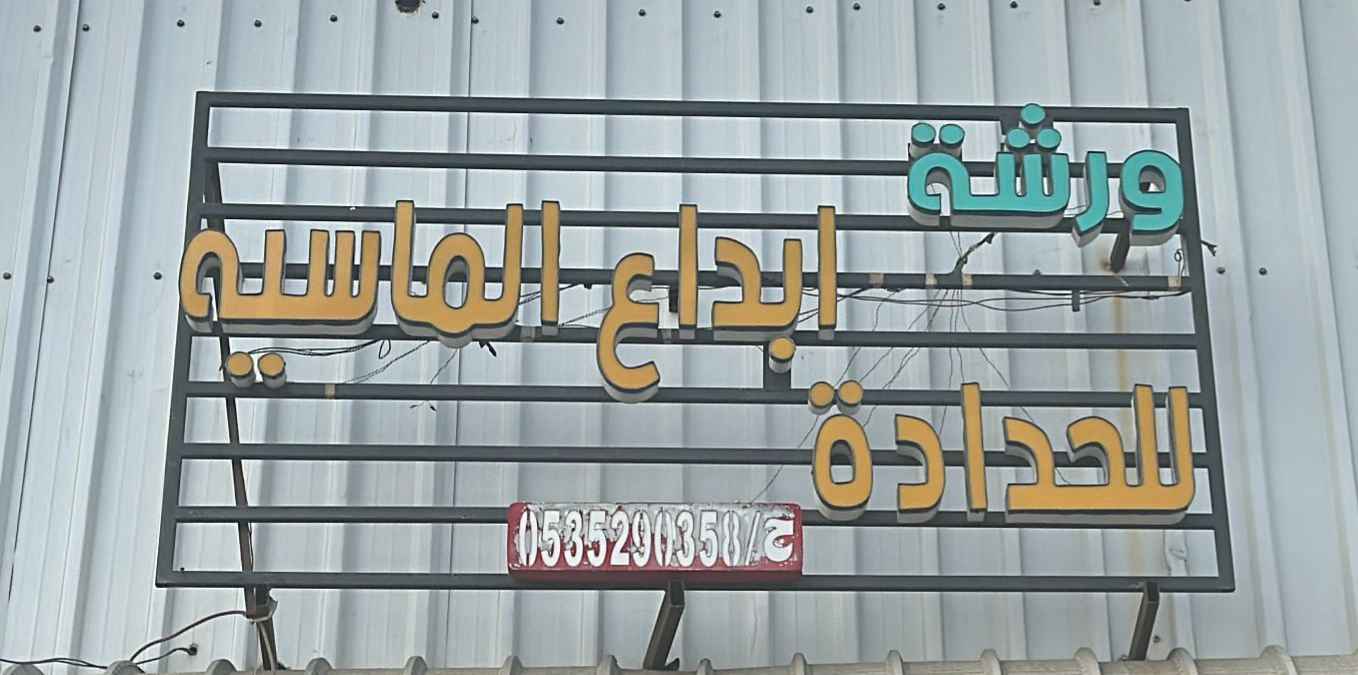 ورشة
ابداع الماسيه
للحدادة
ج/0535290358